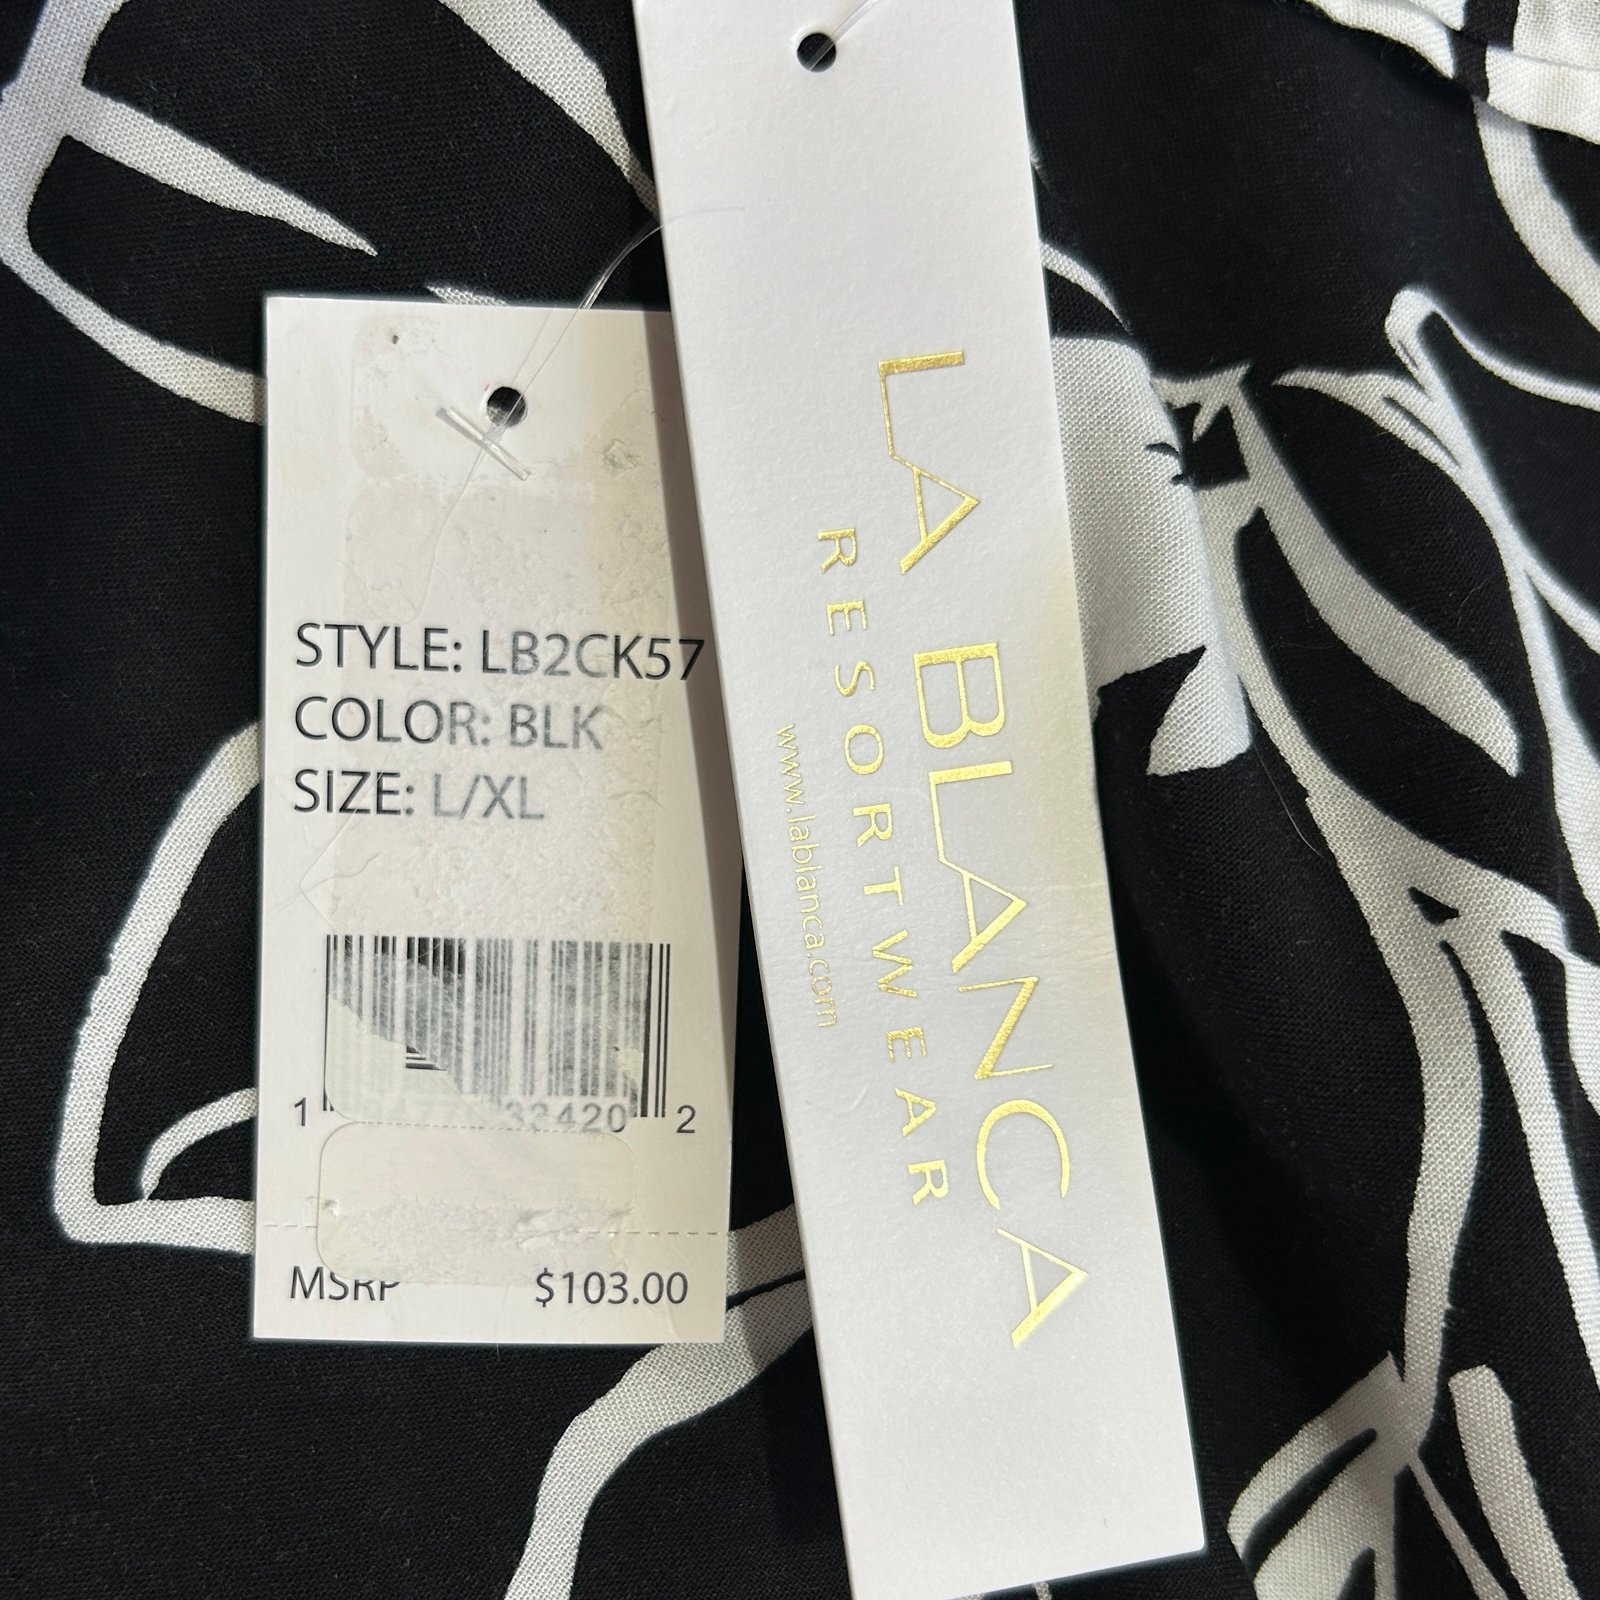 STYLE: LB2CK57
COLOR: BLK
SIZE: L/XL
1 33420 2
MSRP $103.00
LA BLANCA
RESORTWEAR
www.lablanca.com